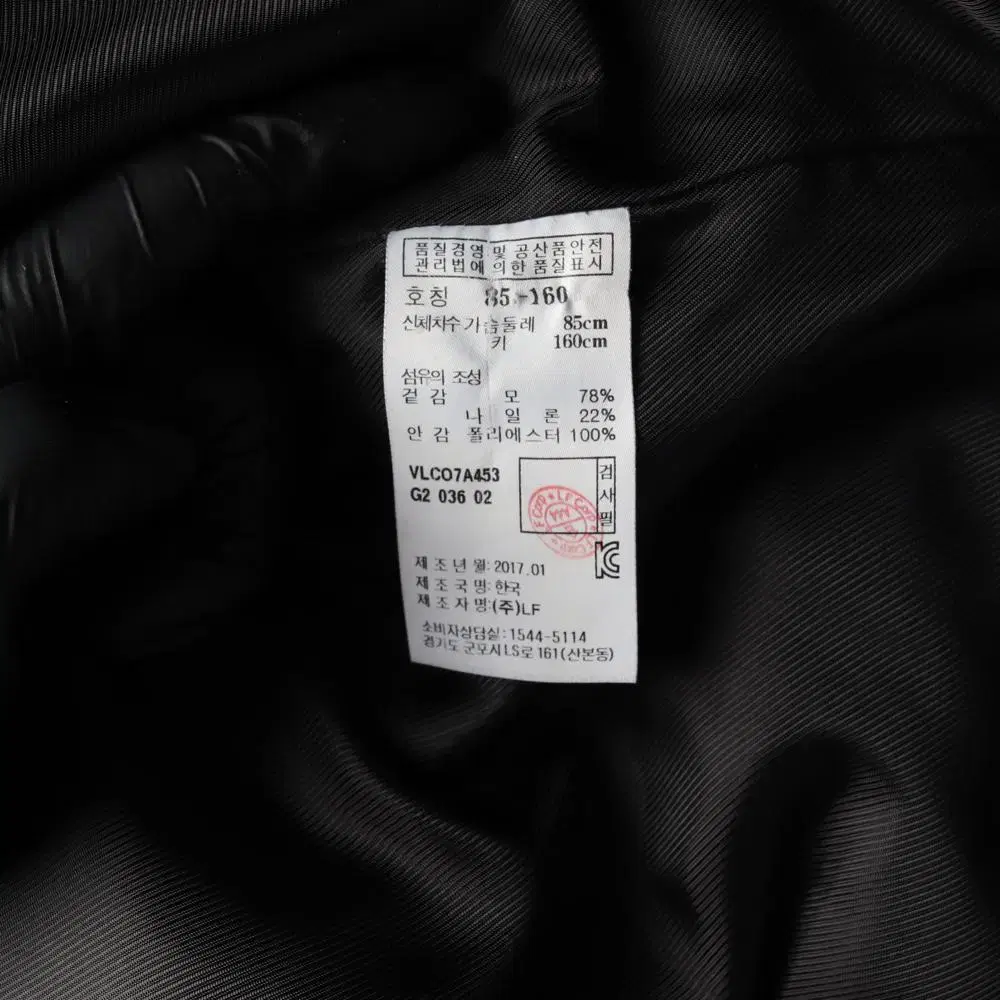 품질경영 및 공산품안전
관리법에 의한 품질표시
호칭 85-160
신체치수 가슴둘레 85cm
키 160cm
섬유의 조성
겉감 모 78%
나일론 22%
안감 폴리에스터 100%
VLCO7A453
G2 036 02
검사필
LF Corp
제조년월: 2017.01
제조국명: 한국
제조자명:(주)LF
소비자상담실:1544-5114
경기도 군포시 LS로 161(산본동)